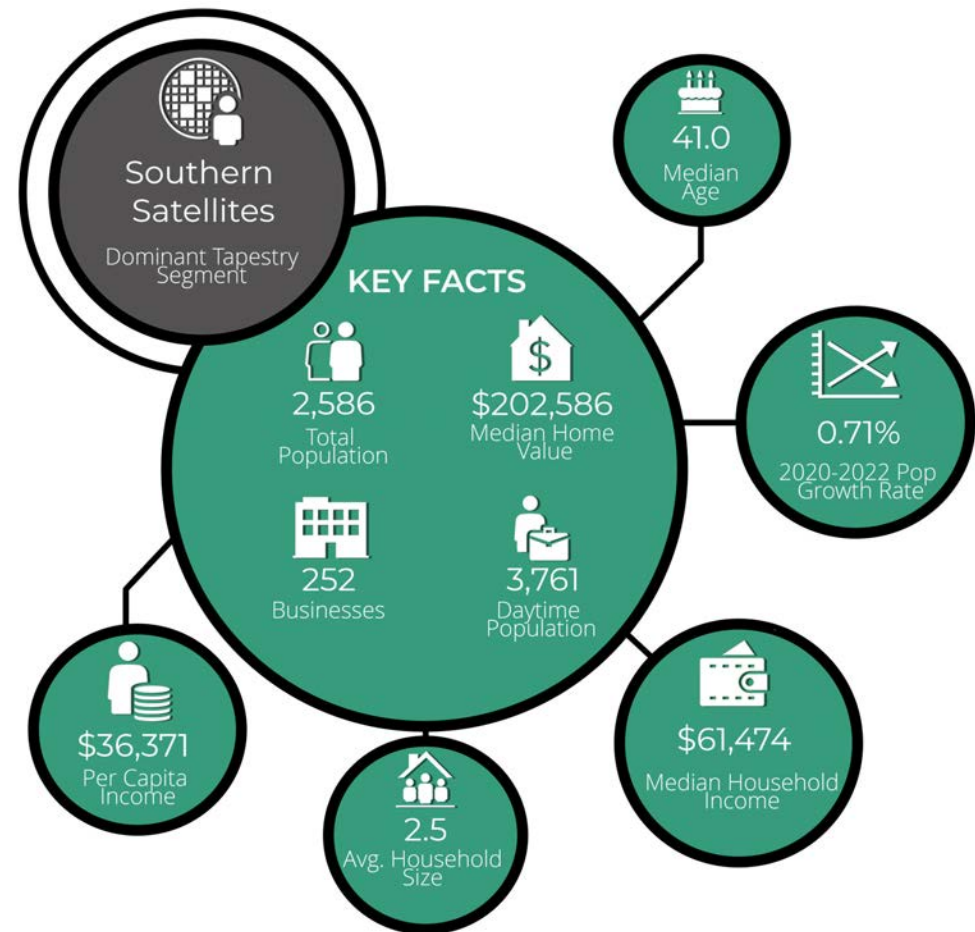 Southern
Satellites
Dominant Tapestry
Segment
KEY FACTS
2,586
Total
Population
$
$202,586
Median Home
Value
252
Businesses
3,761
Daytime
Population
41.0
Median
Age
0.71%
2020-2022 Pop
Growth Rate
$61,474
Median Household
Income
2.5
Avg. Household
Size
$36,371
Per Capita
Income